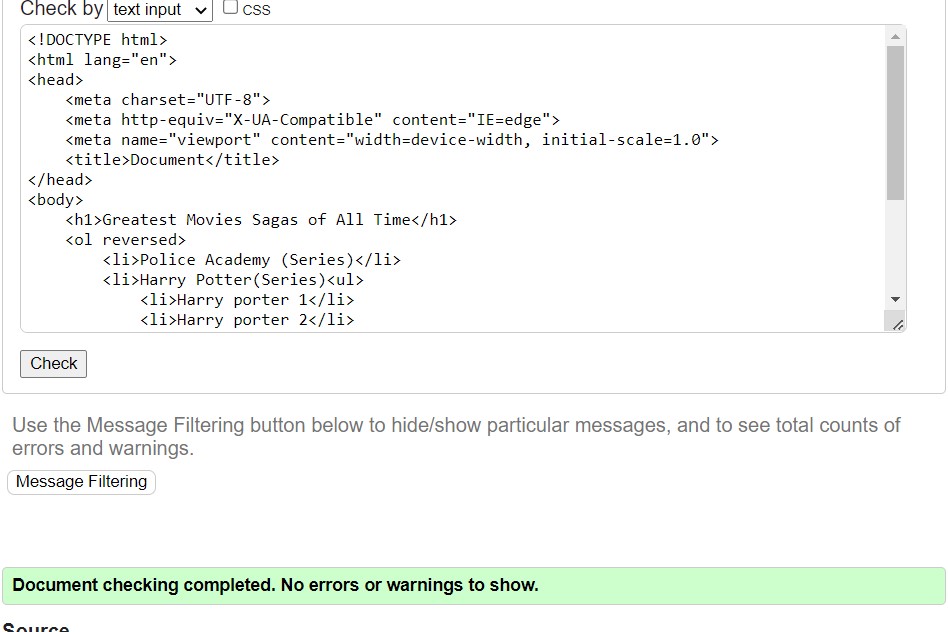 Check by text input CSS
<!DOCTYPE html>
<html lang="en">
<head>
    <meta charset="UTF-8">
    <meta http-equiv="X-UA-Compatible" content="IE=edge">
    <meta name="viewport" content="width=device-width, initial-scale=1.0">
    <title>Document</title>
</head>
<body>
    <h1>Greatest Movies Sagas of All Time</h1>
    <ol reversed>
        <li>Police Academy (Series)</li>
        <li>Harry Potter(Series)<ul>
            <li>Harry porter 1</li>
            <li>Harry porter 2</li>
Check
Use the Message Filtering button below to hide/show particular messages, and to see total counts of
errors and warnings.
Message Filtering
Document checking completed. No errors or warnings to show.
Source